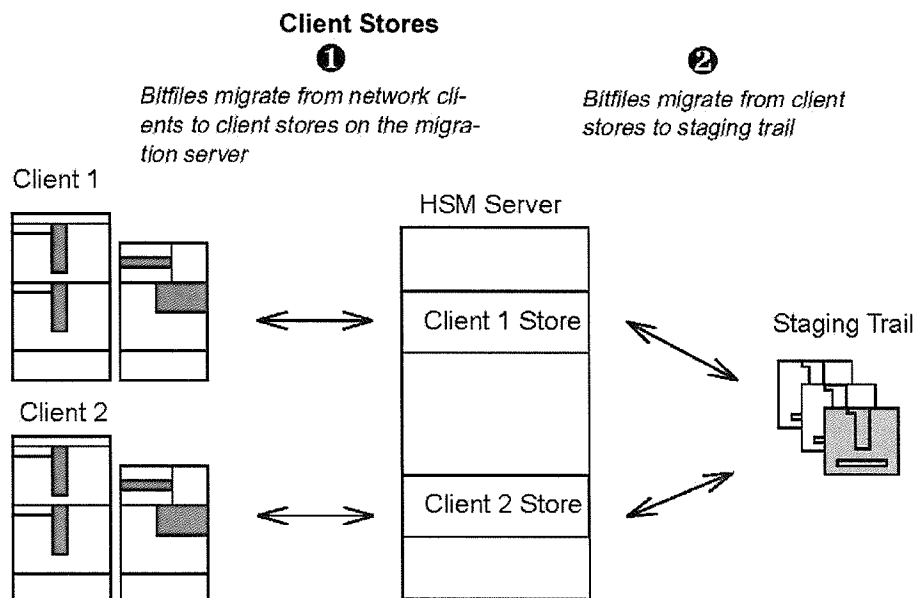 Client Stores
❶
Bitfiles migrate from network cli-
ents to client stores on the migra-
tion server
❷
Bitfiles migrate from client
stores to staging trail
Client 1
HSM Server
Client 1 Store
Staging Trail
Client 2
Client 2 Store